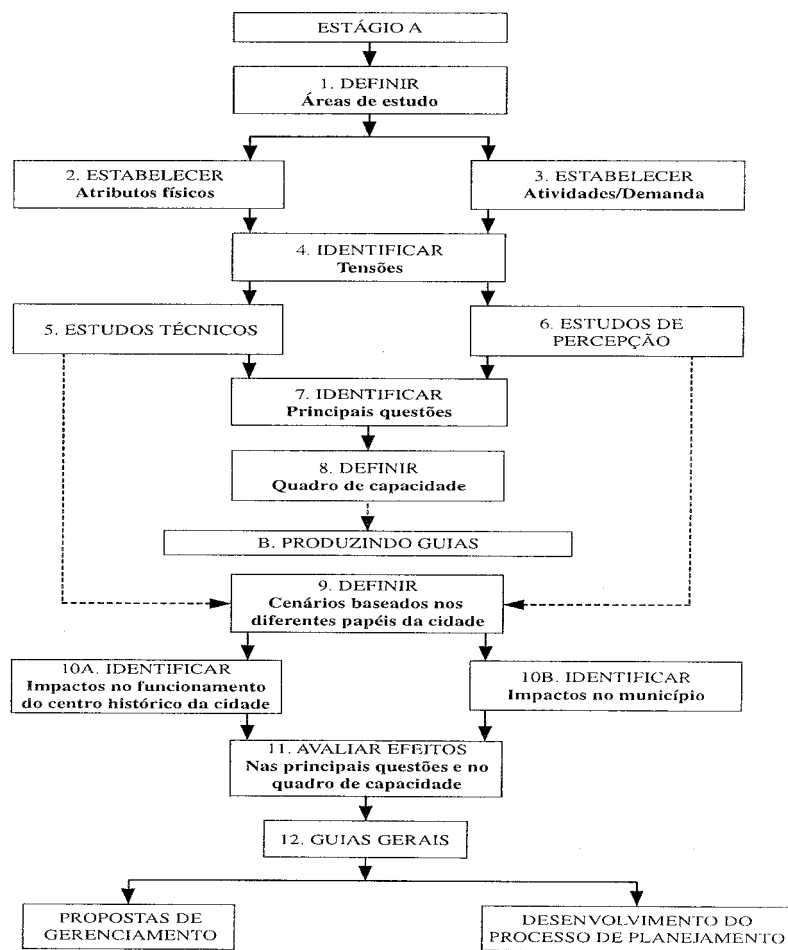 ESTÁGIO A
1. DEFINIR
Áreas de estudo
2. ESTABELECER
Atributos físicos
3. ESTABELECER
Atividades/Demanda
4. IDENTIFICAR
Tensões
5. ESTUDOS TÉCNICOS
6. ESTUDOS DE
PERCEPÇÃO
7. IDENTIFICAR
Principais questões
8. DEFINIR
Quadro de capacidade
B. PRODUZINDO GUIAS
9. DEFINIR
Cenários baseados nos
diferentes papéis da cidade
10A. IDENTIFICAR
Impactos no funcionamento
do centro histórico da cidade
10B. IDENTIFICAR
Impactos no município
11. AVALIAR EFEITOS
Nas principais questões e no
quadro de capacidade
12. GUIAS GERAIS
PROPOSTAS DE
GERENCIAMENTO
DESENVOLVIMENTO DO
PROCESSO DE PLANEJAMENTO